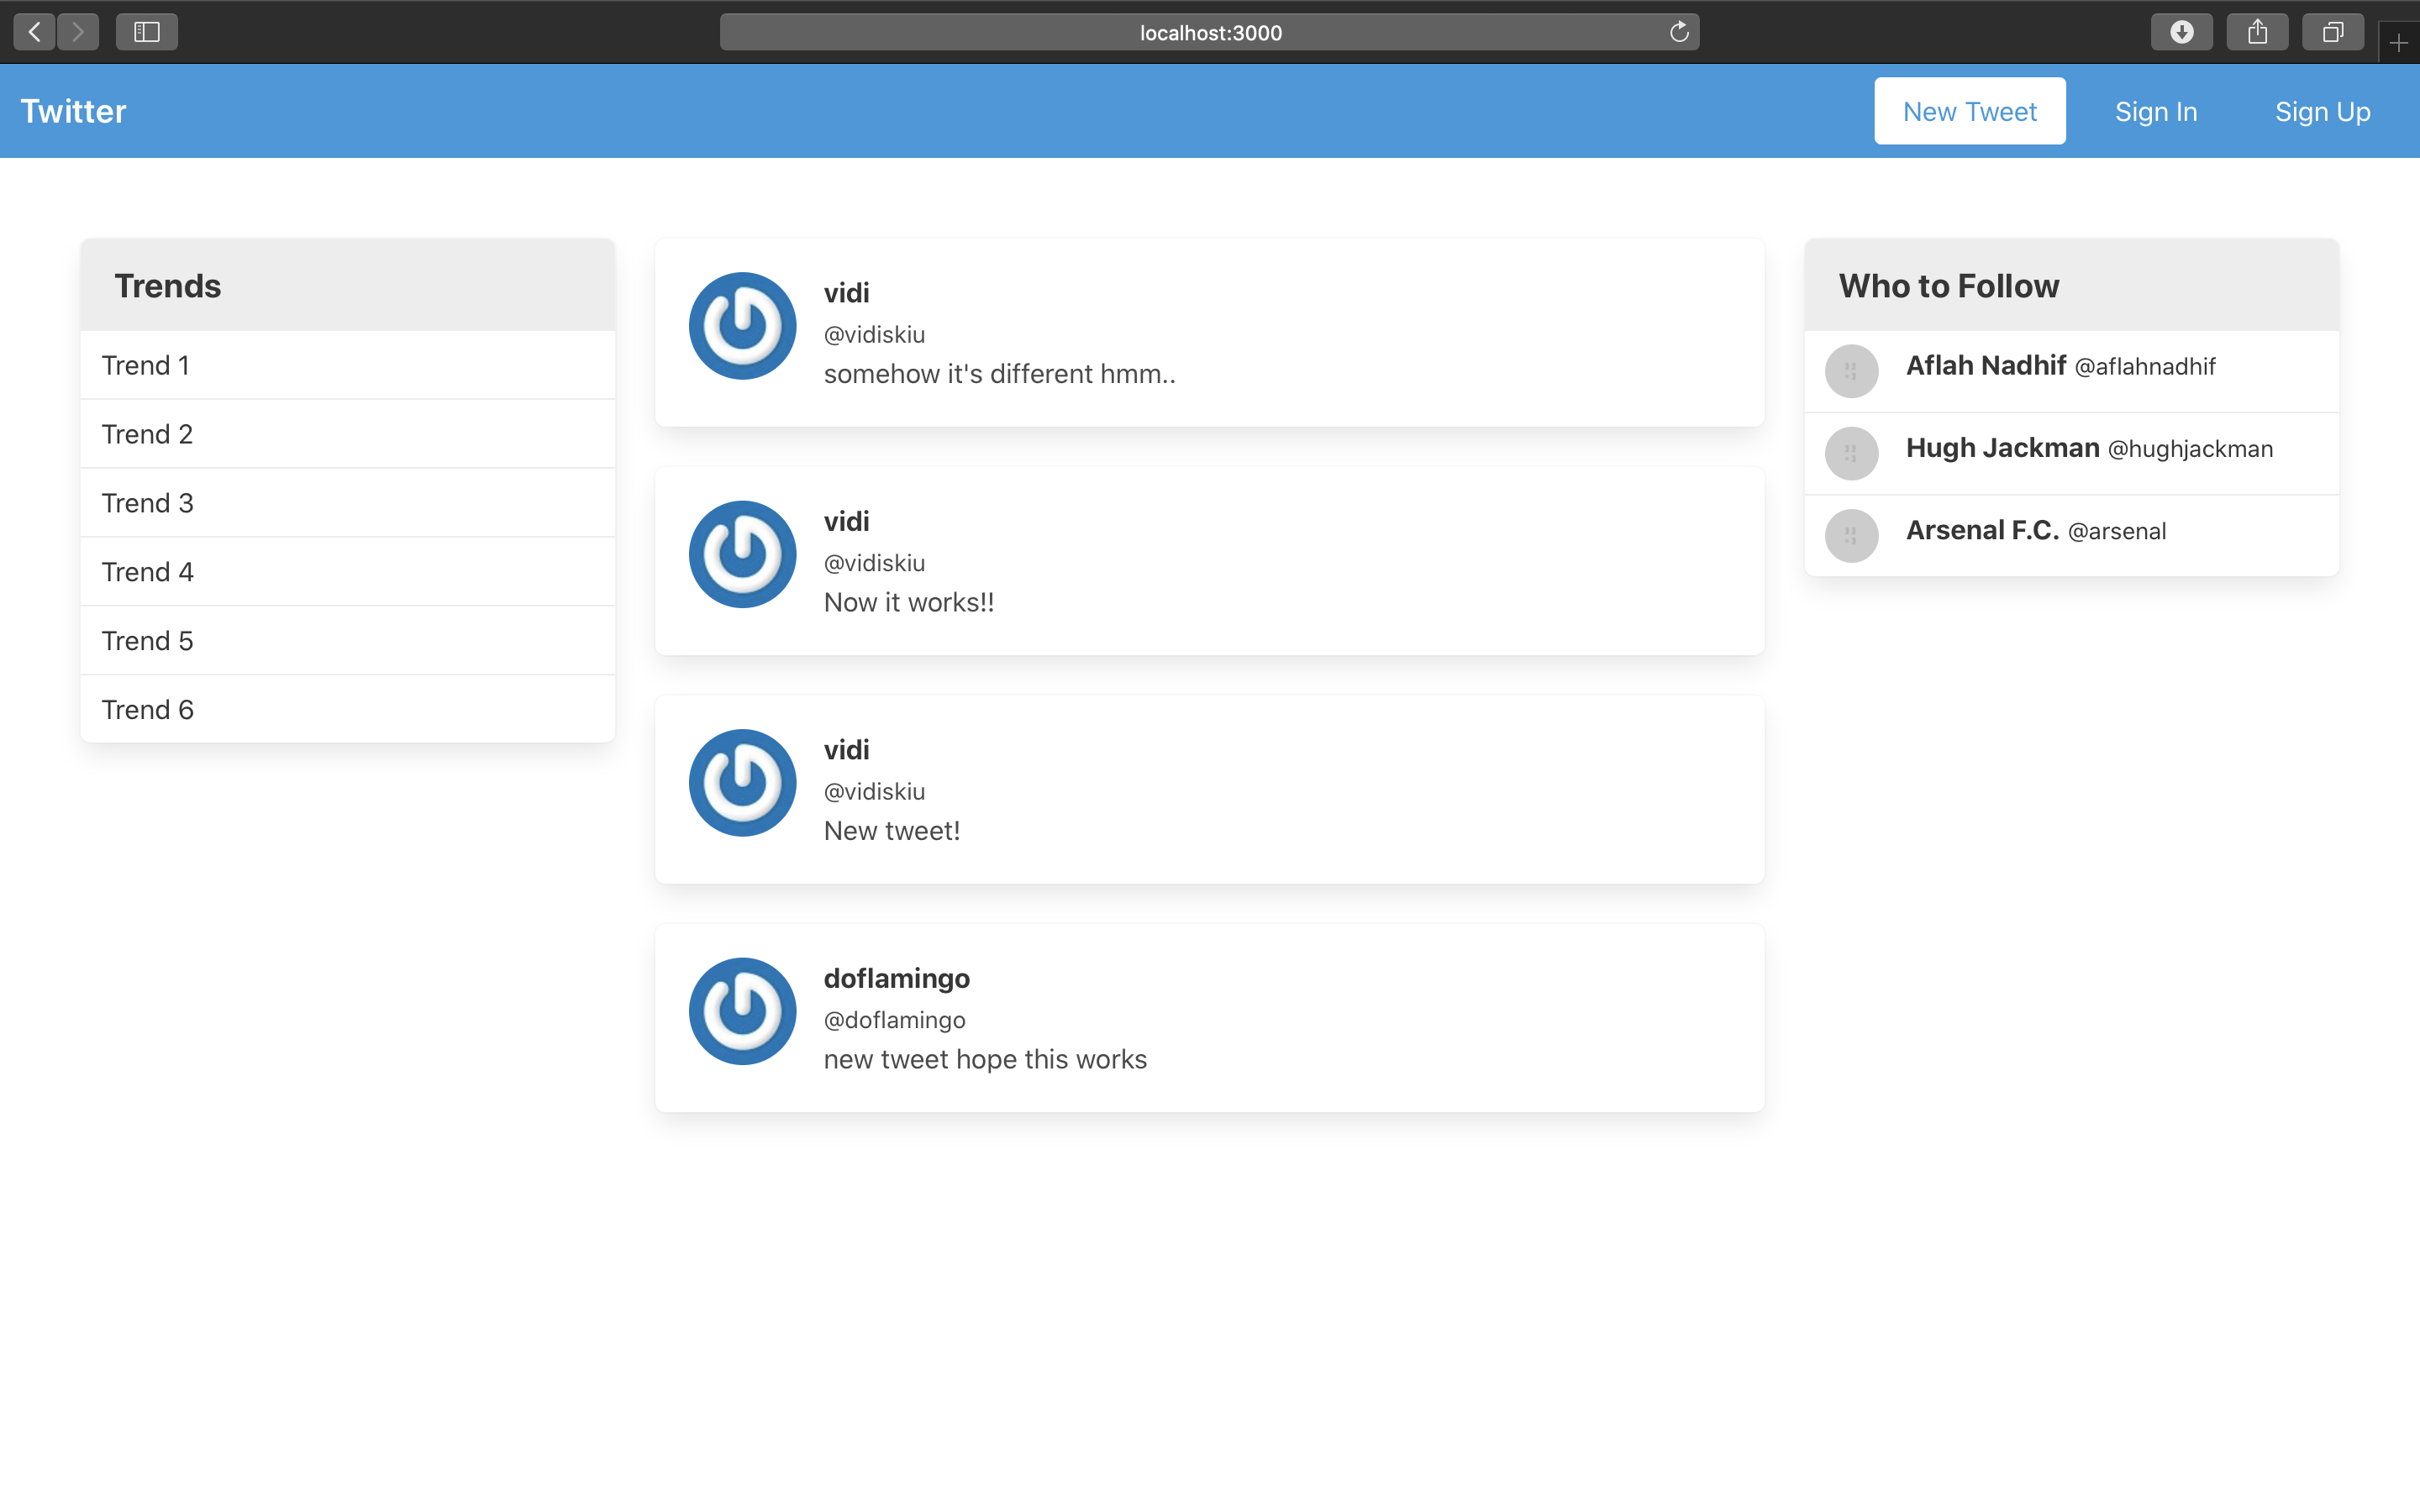 localhost:3000
Twitter
New Tweet
Sign In
Sign Up
Trends
Trend 1
Trend 2
Trend 3
Trend 4
Trend 5
Trend 6
vidi
@vidiskiu
somehow it's different hmm..
vidi
@vidiskiu
Now it works!!
vidi
@vidiskiu
New tweet!
doflamingo
@doflamingo
new tweet hope this works
Who to Follow
Aflah Nadhif @aflahnadhif
Hugh Jackman @hughjackman
Arsenal F.C. @arsenal